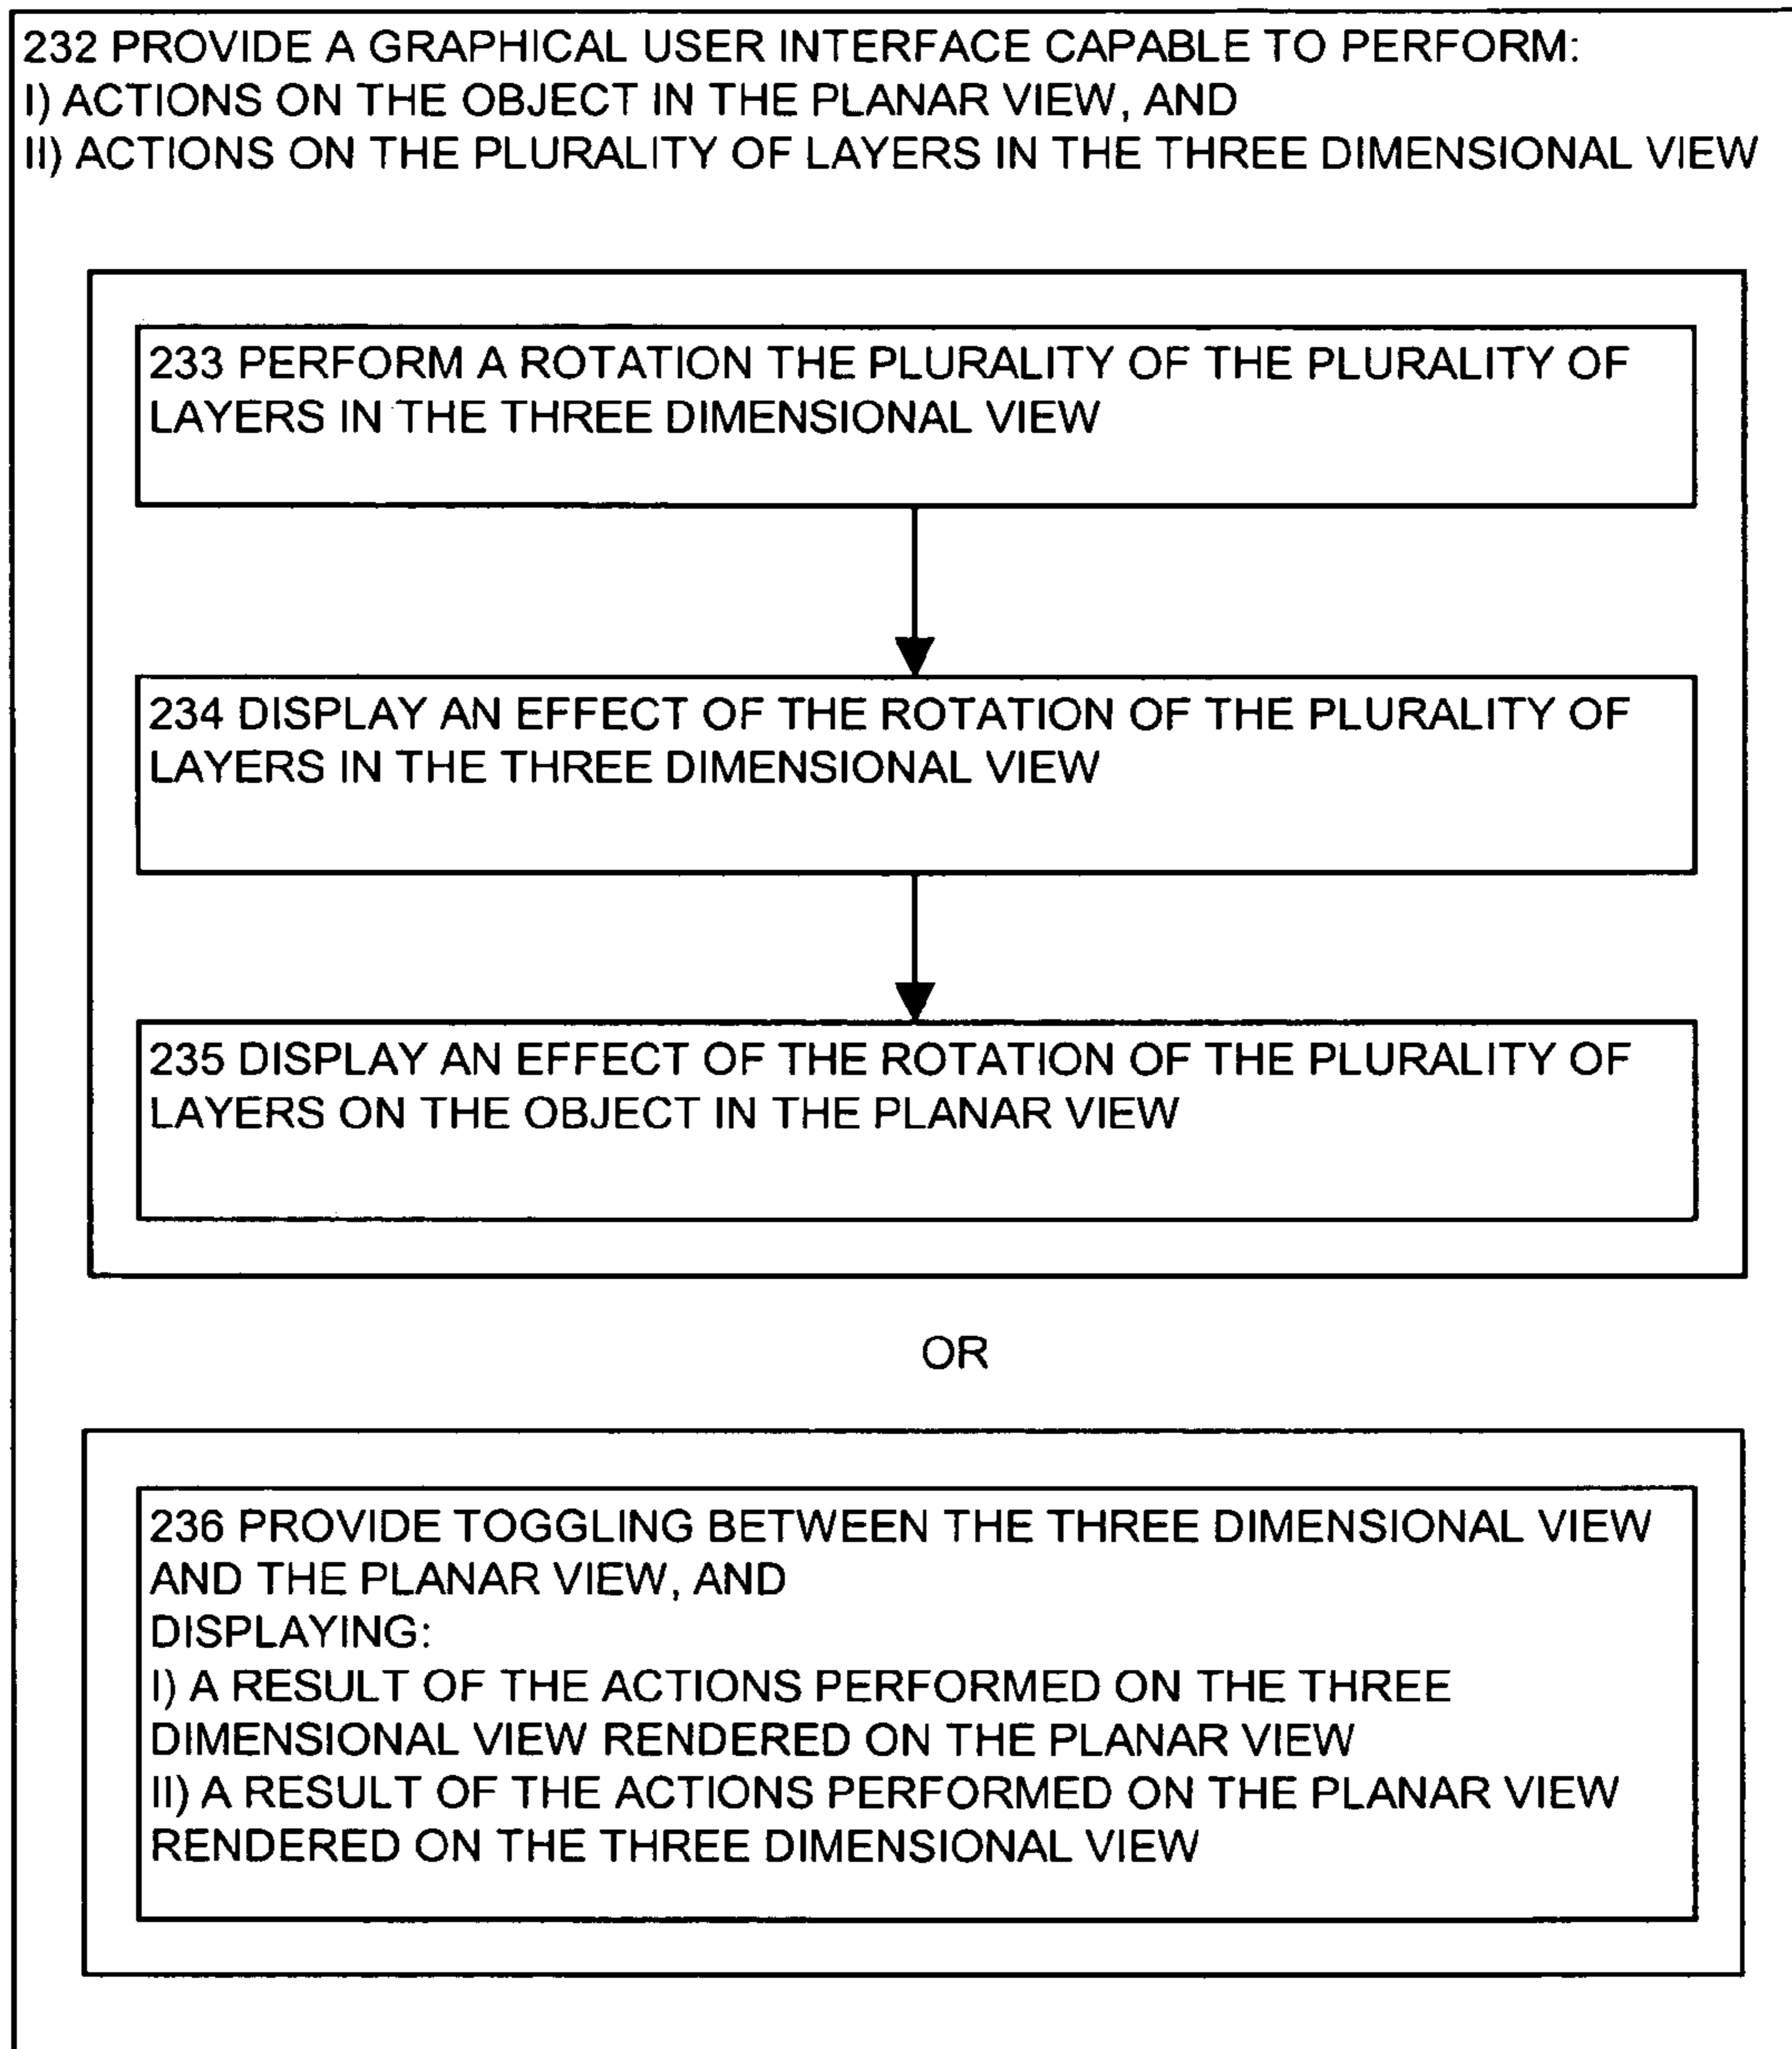 232 PROVIDE A GRAPHICAL USER INTERFACE CAPABLE TO PERFORM:
I) ACTIONS ON THE OBJECT IN THE PLANAR VIEW, AND
II) ACTIONS ON THE PLURALITY OF LAYERS IN THE THREE DIMENSIONAL VIEW
233 PERFORM A ROTATION THE PLURALITY OF THE PLURALITY OF
LAYERS IN THE THREE DIMENSIONAL VIEW
234 DISPLAY AN EFFECT OF THE ROTATION OF THE PLURALITY OF
LAYERS IN THE THREE DIMENSIONAL VIEW
235 DISPLAY AN EFFECT OF THE ROTATION OF THE PLURALITY OF
LAYERS ON THE OBJECT IN THE PLANAR VIEW
OR
236 PROVIDE TOGGLING BETWEEN THE THREE DIMENSIONAL VIEW
AND THE PLANAR VIEW, AND
DISPLAYING:
I) A RESULT OF THE ACTIONS PERFORMED ON THE THREE
DIMENSIONAL VIEW RENDERED ON THE PLANAR VIEW
II) A RESULT OF THE ACTIONS PERFORMED ON THE PLANAR VIEW
RENDERED ON THE THREE DIMENSIONAL VIEW